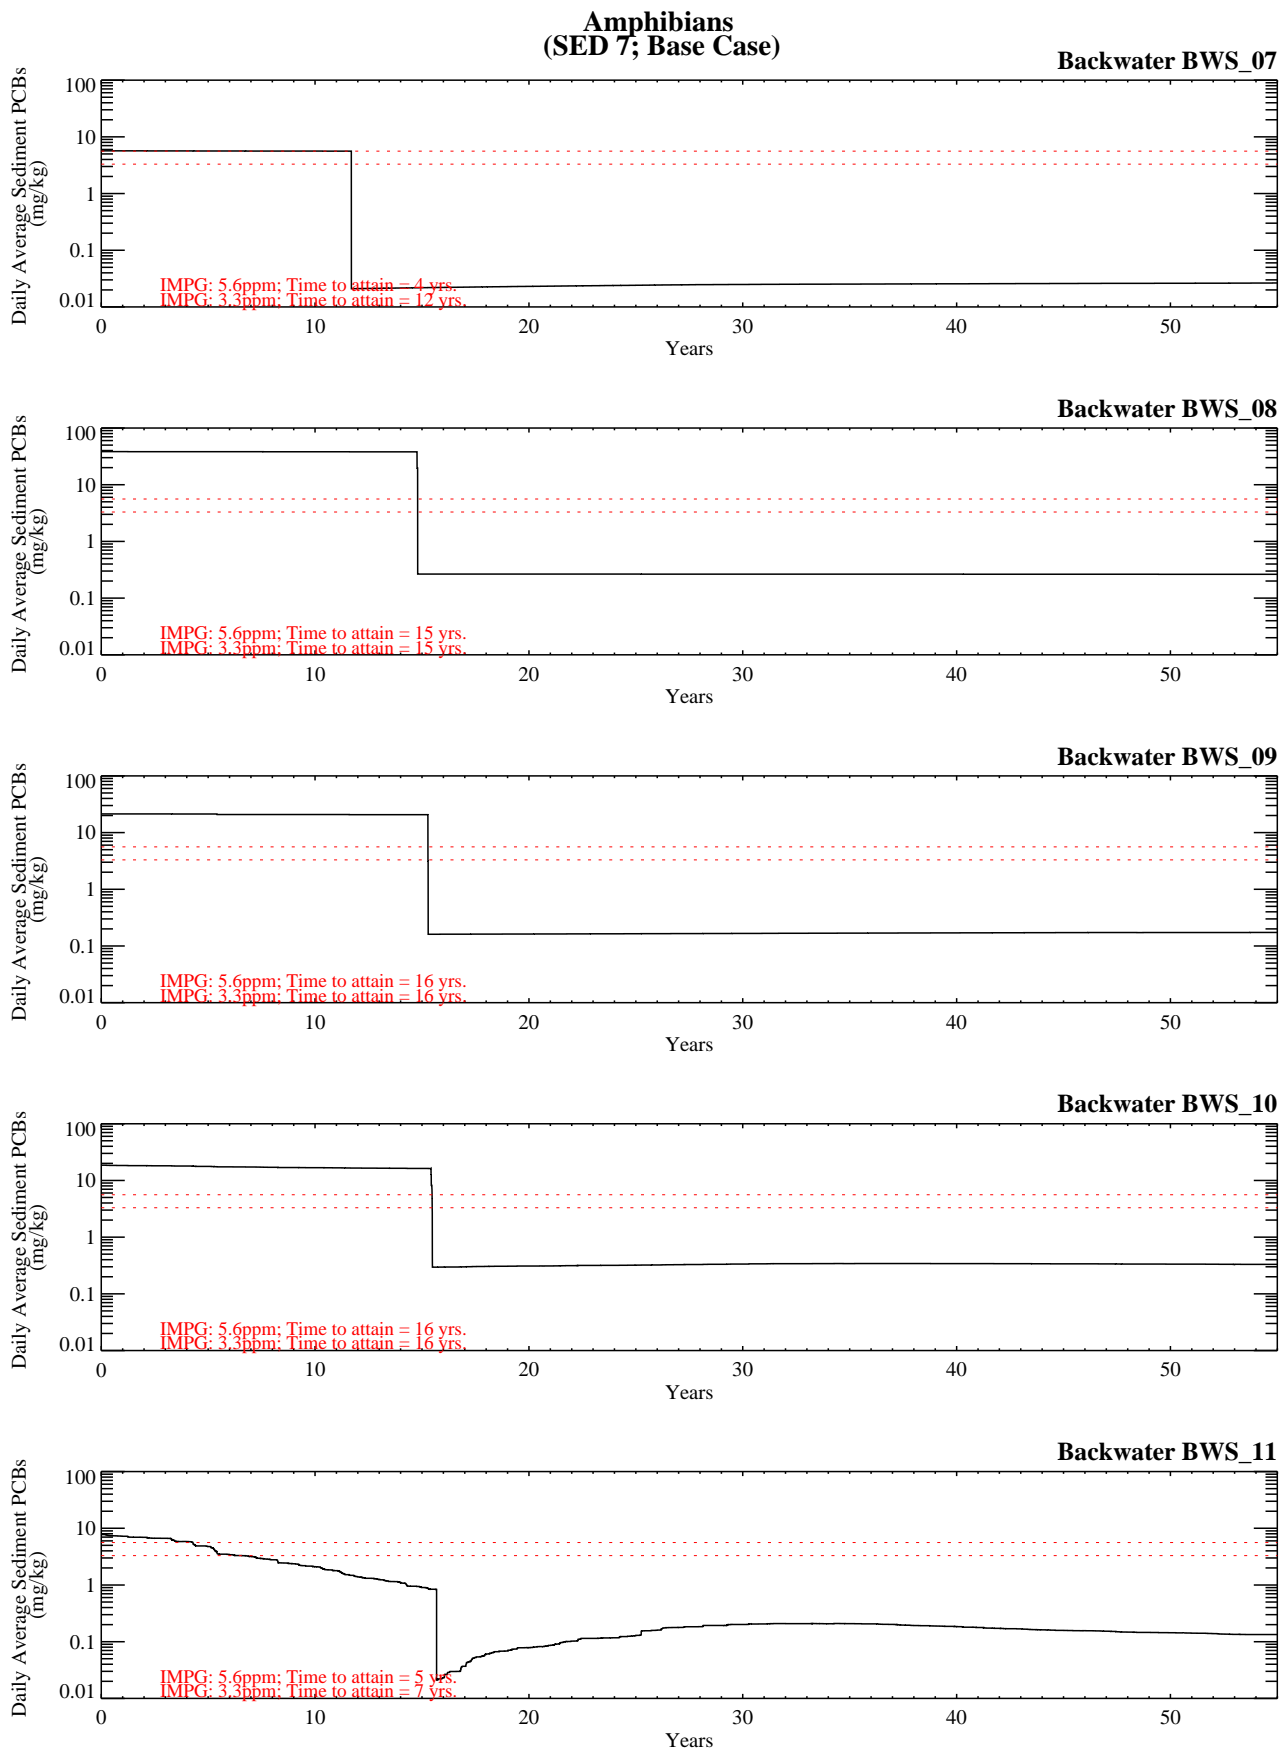 Amphibians
(SED 7; Base Case)
Backwater BWS_07
Daily Average Sediment PCBs
(mg/kg)
100
10
1
0.1
0.01
IMPG: 5.6ppm; Time to attain = 4 yrs.
IMPG: 3.3ppm; Time to attain = 12 yrs.
0 10 20 30 40 50
Years
Backwater BWS_08
Daily Average Sediment PCBs
(mg/kg)
100
10
1
0.1
0.01
IMPG: 5.6ppm; Time to attain = 15 yrs.
IMPG: 3.3ppm; Time to attain = 15 yrs.
0 10 20 30 40 50
Years
Backwater BWS_09
Daily Average Sediment PCBs
(mg/kg)
100
10
1
0.1
0.01
IMPG: 5.6ppm; Time to attain = 16 yrs.
IMPG: 3.3ppm; Time to attain = 16 yrs.
0 10 20 30 40 50
Years
Backwater BWS_10
Daily Average Sediment PCBs
(mg/kg)
100
10
1
0.1
0.01
IMPG: 5.6ppm; Time to attain = 16 yrs.
IMPG: 3.3ppm; Time to attain = 16 yrs.
0 10 20 30 40 50
Years
Backwater BWS_11
Daily Average Sediment PCBs
(mg/kg)
100
10
1
0.1
0.01
IMPG: 5.6ppm; Time to attain = 5 yrs.
IMPG: 3.3ppm; Time to attain = 7 yrs.
0 10 20 30 40 50
Years